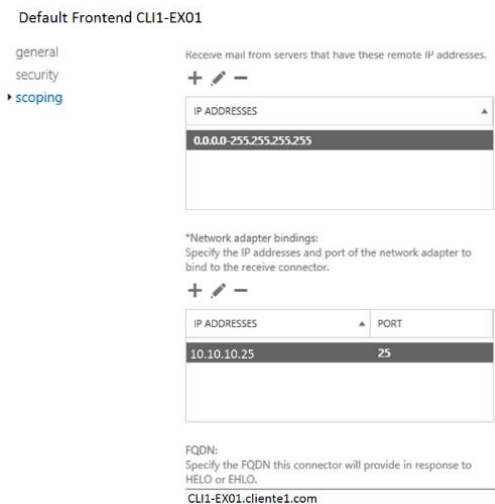 Default Frontend CLI1-EX01
general
security
scoping
Receive mail from servers that have these remote IP addresses.
IP ADDRESSES
0.0.0.0-255.255.255.255
*Network adapter bindings:
Specify the IP addresses and port of the network adapter to
bind to the receive connector.
IP ADDRESSES PORT
10.10.10.25 25
FQDN:
Specify the FQDN this connector will provide in response to
HELO or EHLO.
CLI1-EX01.cliente1.com